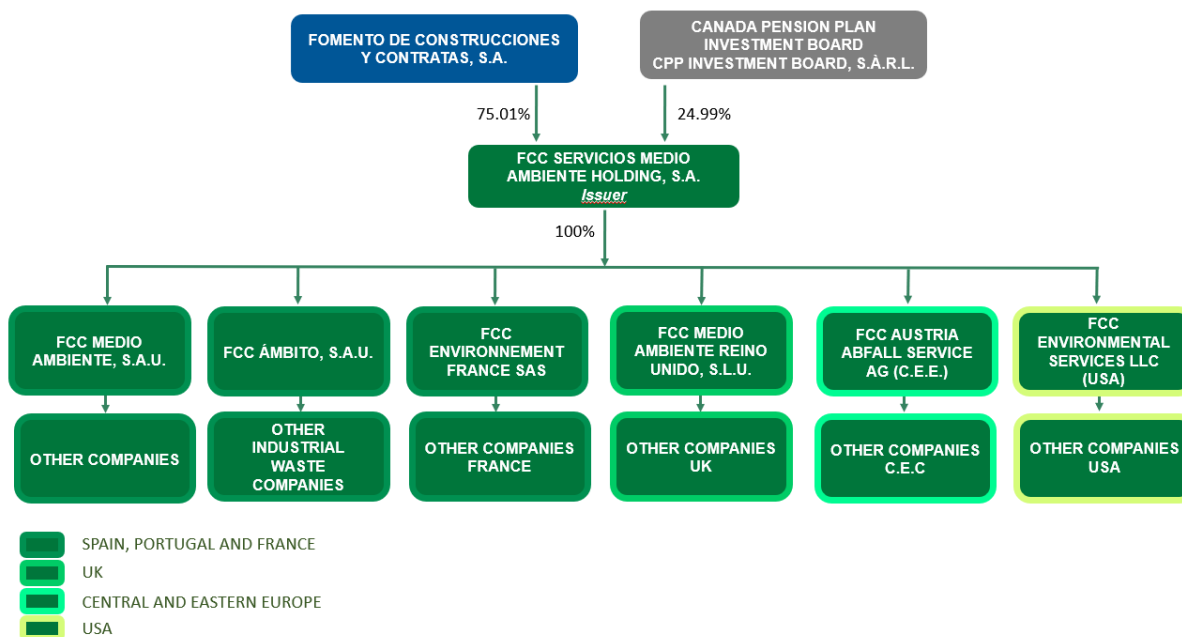 FOMENTO DE CONSTRUCCIONES
Y CONTRATAS, S.A.
CANADA PENSION PLAN
INVESTMENT BOARD
CPP INVESTMENT BOARD, S.À.R.L.
75.01%
24.99%
FCC SERVICIOS MEDIO
AMBIENTE HOLDING, S.A.
Issuer
100%
FCC MEDIO
AMBIENTE, S.A.U.
FCC ÁMBITO, S.A.U.
FCC
ENVIRONNEMENT
FRANCE SAS
FCC MEDIO
AMBIENTE REINO
UNIDO, S.L.U.
FCC AUSTRIA
ABFALL SERVICE
AG (C.E.E.)
FCC
ENVIRONMENTAL
SERVICES LLC
(USA)
OTHER COMPANIES
OTHER
INDUSTRIAL
WASTE
COMPANIES
OTHER COMPANIES
FRANCE
OTHER COMPANIES
UK
OTHER COMPANIES
C.E.C
OTHER COMPANIES
USA
SPAIN, PORTUGAL AND FRANCE
UK
CENTRAL AND EASTERN EUROPE
USA